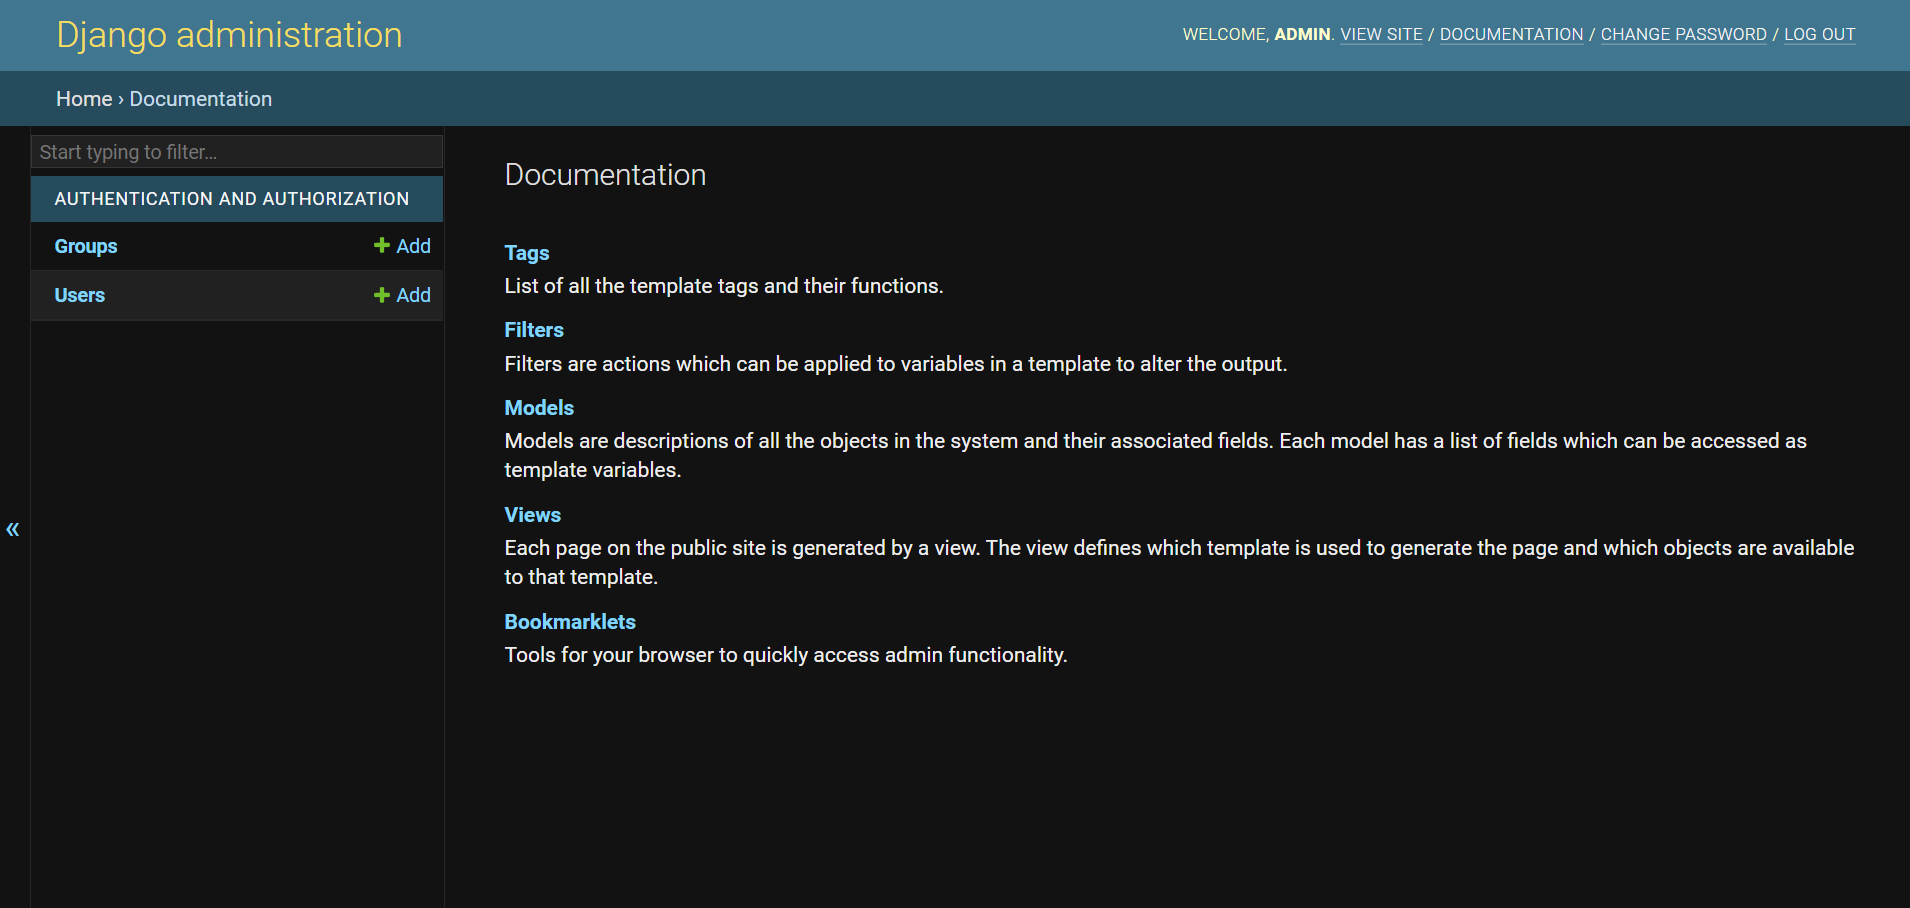 Django administration
WELCOME, ADMIN. VIEW SITE / DOCUMENTATION / CHANGE PASSWORD / LOG OUT
Home › Documentation
Start typing to filter...
AUTHENTICATION AND AUTHORIZATION
Groups Add
Users Add
«
Documentation
Tags
List of all the template tags and their functions.
Filters
Filters are actions which can be applied to variables in a template to alter the output.
Models
Models are descriptions of all the objects in the system and their associated fields. Each model has a list of fields which can be accessed as
template variables.
Views
Each page on the public site is generated by a view. The view defines which template is used to generate the page and which objects are available
to that template.
Bookmarklets
Tools for your browser to quickly access admin functionality.